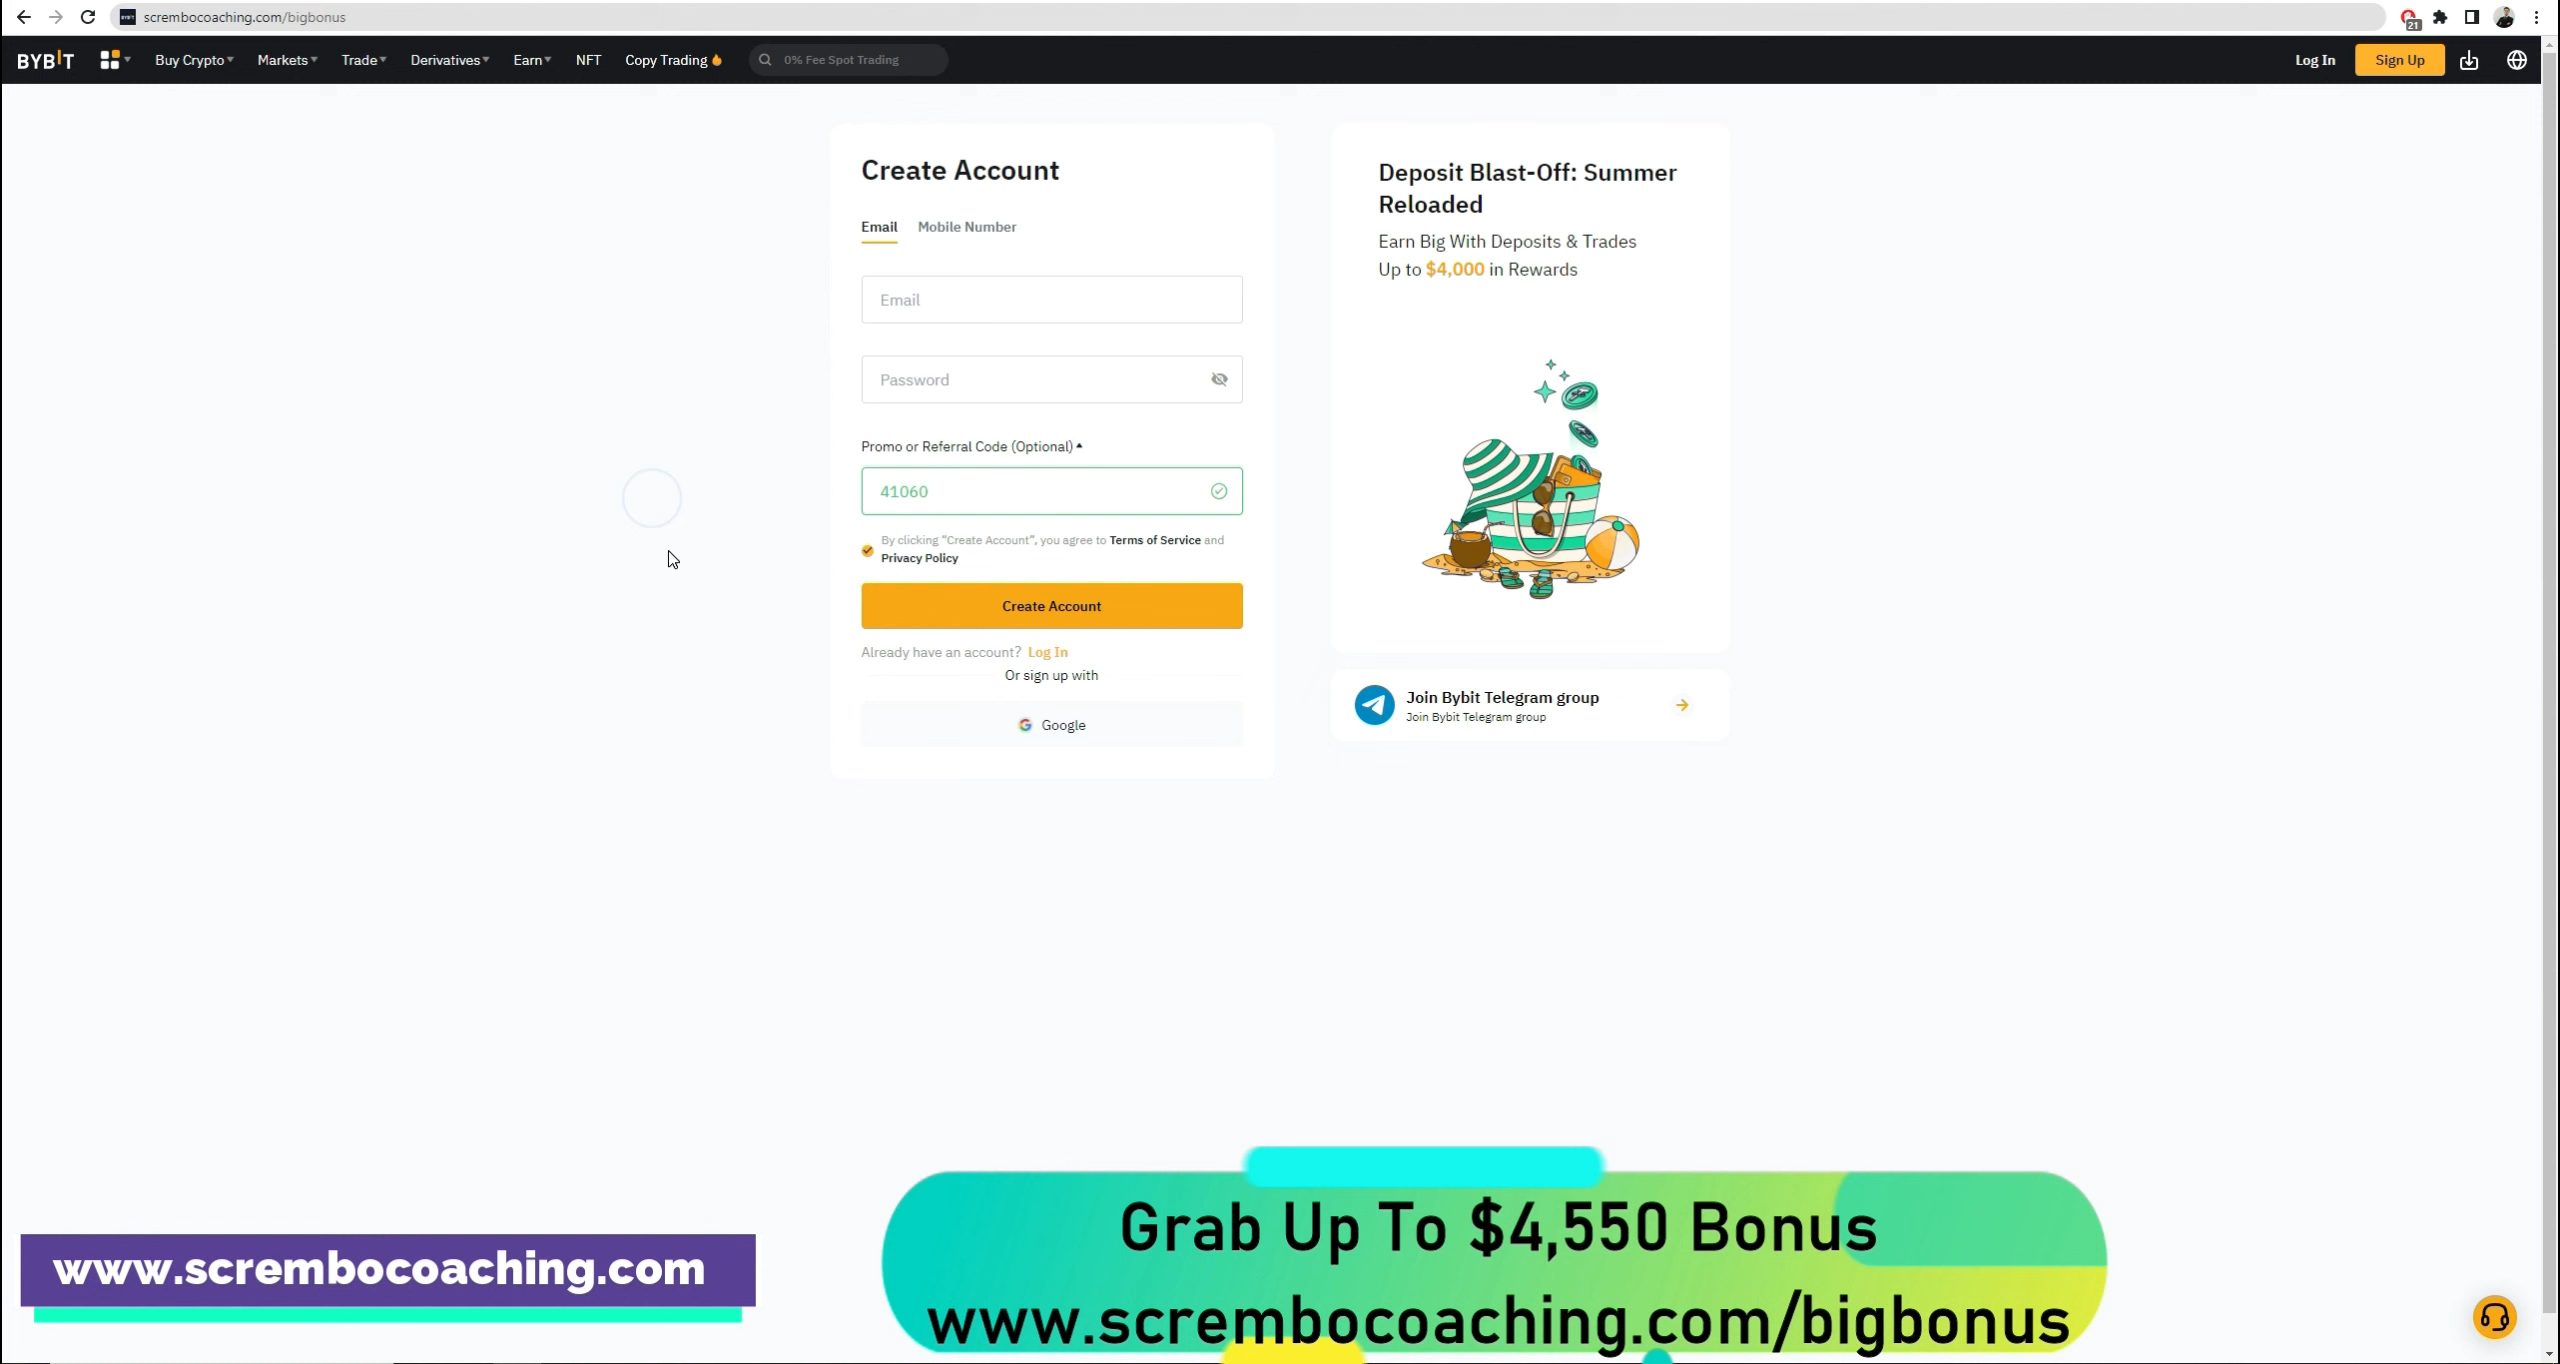 scrembocoaching.com/bigbonus
21
BYBIT
Buy Crypto
Markets
Trade
Derivatives
Earn
NFT
Copy Trading
0% Fee Spot Trading
Log In
Sign Up
Create Account
Email
Mobile Number
Email
Password
Promo or Referral Code (Optional)
41060
By clicking “Create Account”, you agree to Terms of Service and
Privacy Policy
Create Account
Already have an account? Log In
Or sign up with
Google
Deposit Blast-Off: Summer
Reloaded
Earn Big With Deposits & Trades
Up to $4,000 in Rewards
Join Bybit Telegram group
Join Bybit Telegram group
www.scrembocoaching.com
Grab Up To $4,550 Bonus
www.scrembocoaching.com/bigbonus